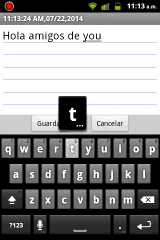 11:13 a.m.
11:13:24 AM,07/22,2014
Hola amigos de you
Guarda
Cancelar
t
...
q w e r t y u i o p
a s d f g h j k l
z x c v b n m
?123
.